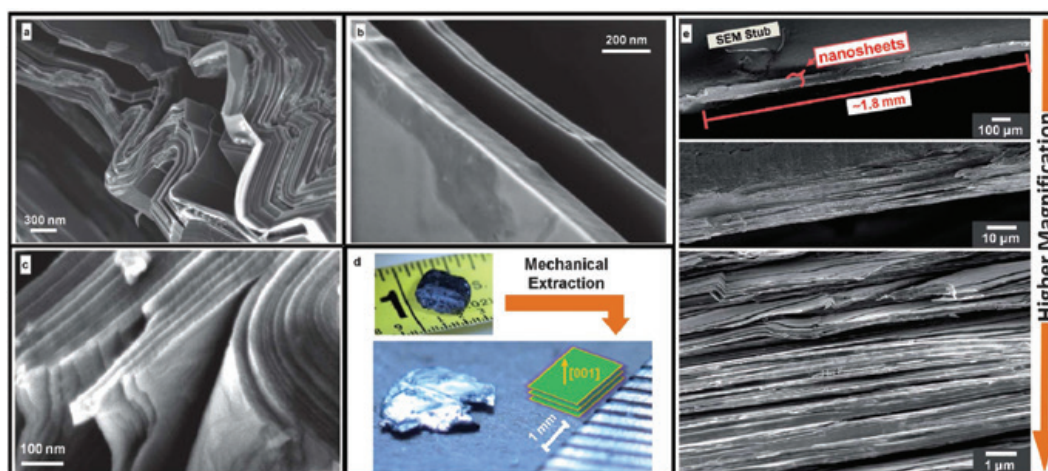 a
300 nm
b
200 nm
c
100 nm
d
1
Mechanical
Extraction
[001]
1 mm
e
SEM Stub
nanosheets
~1.8 mm
100 µm
10 µm
1 µm
Higher Magnification